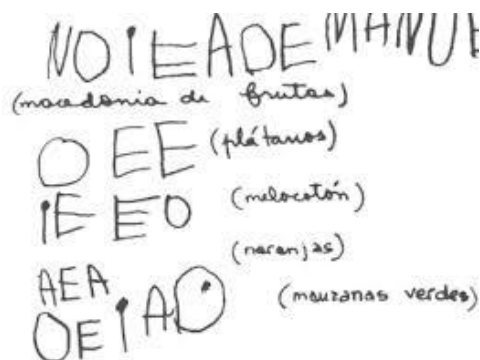 NOiEADE MANUE
(macedonia de frutas)
O EE (plátanos)
iE EO (melocotón)
AEA (naranjas)
OEiAO (manzanas verdes)